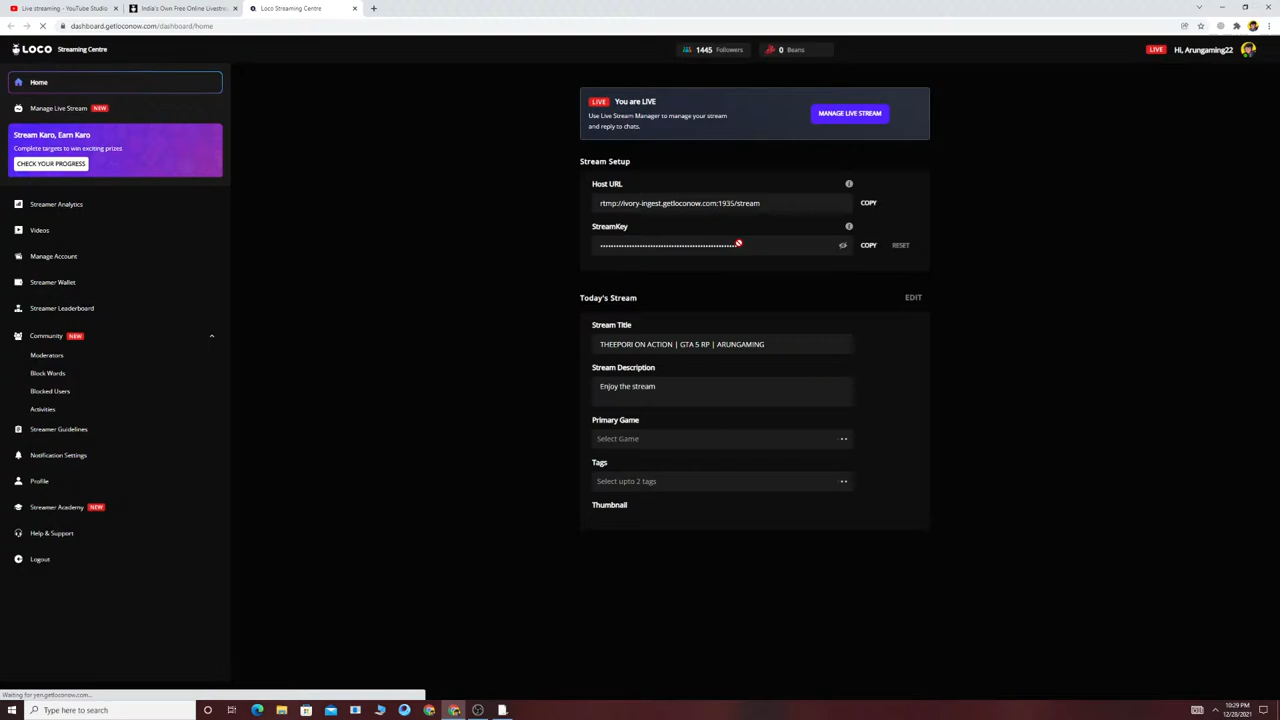 Live streaming - YouTube Studio
India's Own Free Online Livestre
Loco Streaming Centre
dashboard.getloconow.com/dashboard/home
LOCO Streaming Centre
1445 Followers
0 Beans
LIVE Hi, Arungaming22
Home
Manage Live Stream NEW
Stream Karo, Earn Karo
Complete targets to win exciting prizes
CHECK YOUR PROGRESS
Streamer Analytics
Videos
Manage Account
Streamer Wallet
Streamer Leaderboard
Community NEW
Moderators
Block Words
Blocked Users
Activities
Streamer Guidelines
Notification Settings
Profile
Streamer Academy NEW
Help & Support
Logout
LIVE You are LIVE
Use Live Stream Manager to manage your stream
and reply to chats.
MANAGE LIVE STREAM
Stream Setup
Host URL
rtmp://ivory-ingest.getloconow.com:1935/stream
COPY
StreamKey
COPY RESET
Today's Stream
EDIT
Stream Title
THEEPORI ON ACTION | GTA 5 RP | ARUNGAMING
Stream Description
Enjoy the stream
Primary Game
Select Game
Tags
Select upto 2 tags
Thumbnail
Waiting for yen.getloconow.com...
Type here to search
10:29 PM
12/28/2021